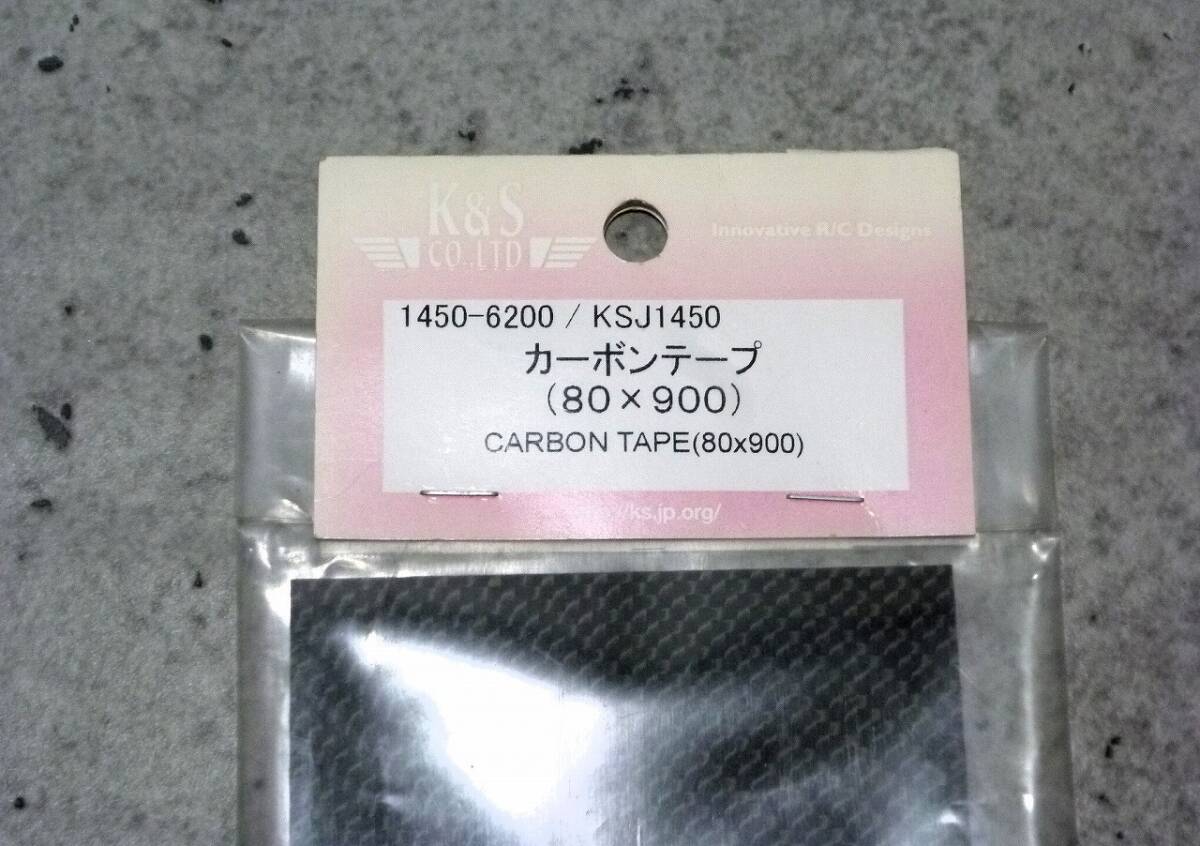 K&S
CO.,LTD
Innovative R/C Designs
1450-6200 / KSJ1450
カーボンテープ
(80×900)
CARBON TAPE(80x900)
http://ks.jp.org/